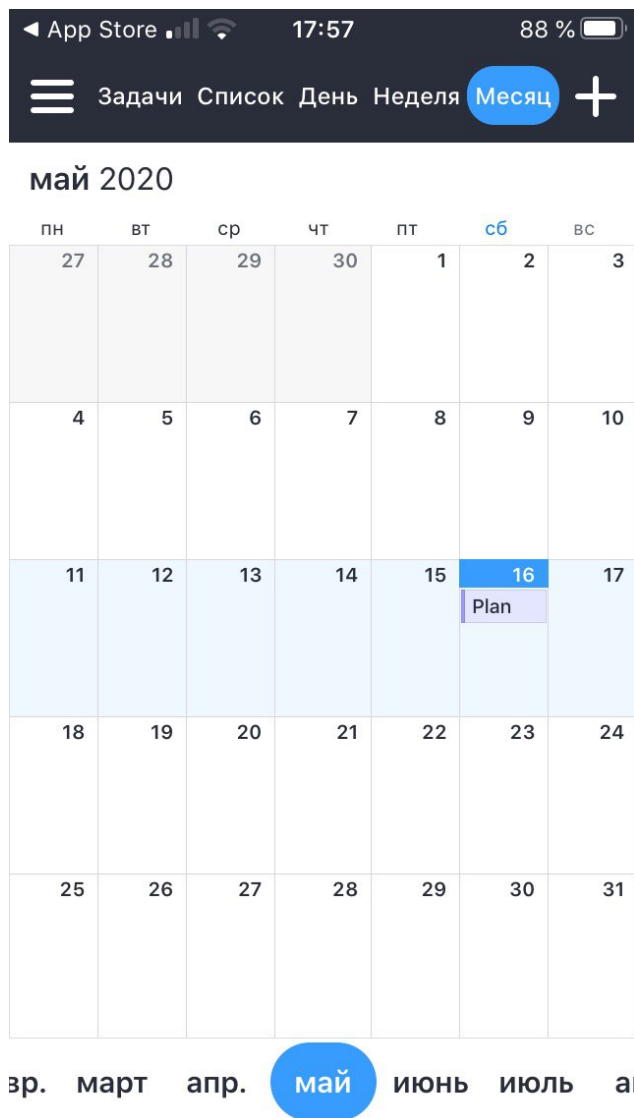 ◀ App Store 17:57 88 %
Задачи Список День Неделя Месяц
май 2020
пн вт ср чт пт сб вс
27 28 29 30 1 2 3
4 5 6 7 8 9 10
11 12 13 14 15 16 17
Plan
18 19 20 21 22 23 24
25 26 27 28 29 30 31
вр. март апр. май июнь июль а